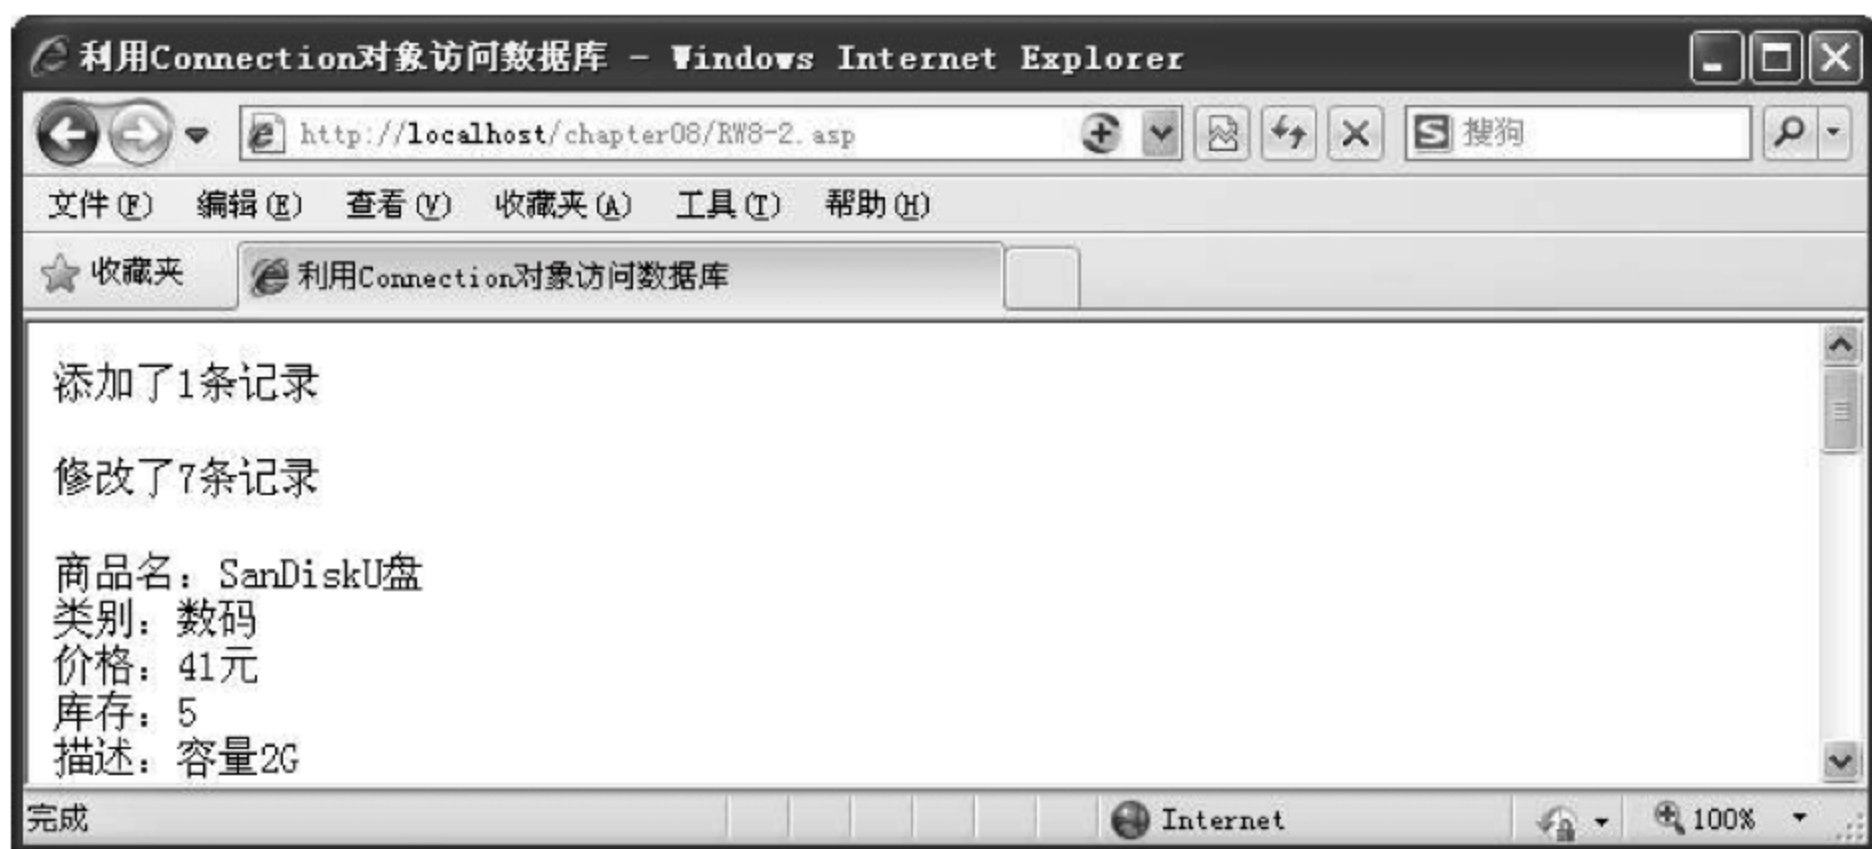 利用Connection对象访问数据库 - Windows Internet Explorer
http://localhost/chapter08/RW8-2.asp
搜狗
文件(F) 编辑(E) 查看(V) 收藏夹(A) 工具(T) 帮助(H)
收藏夹 利用Connection对象访问数据库
添加了1条记录
修改了7条记录
商品名：SanDiskU盘
类别：数码
价格：41元
库存：5
描述：容量2G
完成 Internet 100%